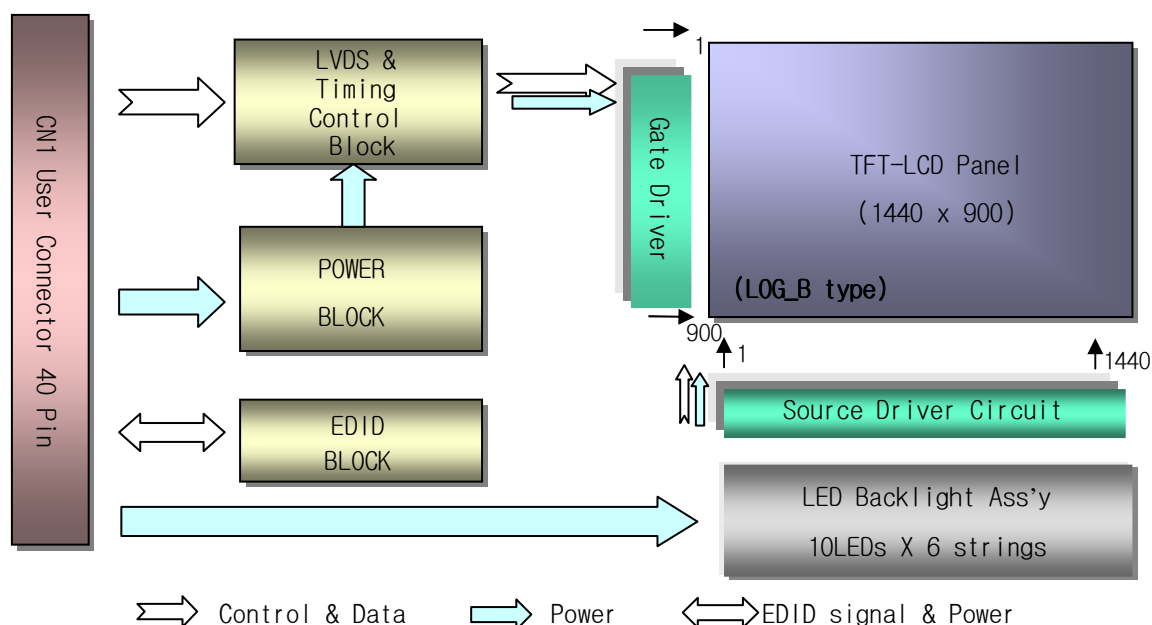 CN1 User Connector 40 Pin
LVDS &
Timing
Control
Block
POWER
BLOCK
EDID
BLOCK
Gate Driver
1
900
TFT-LCD Panel
(1440 x 900)
(LOG_B type)
1
1440
Source Driver Circuit
LED Backlight Ass’y
10LEDs X 6 strings
Control & Data
Power
EDID signal & Power